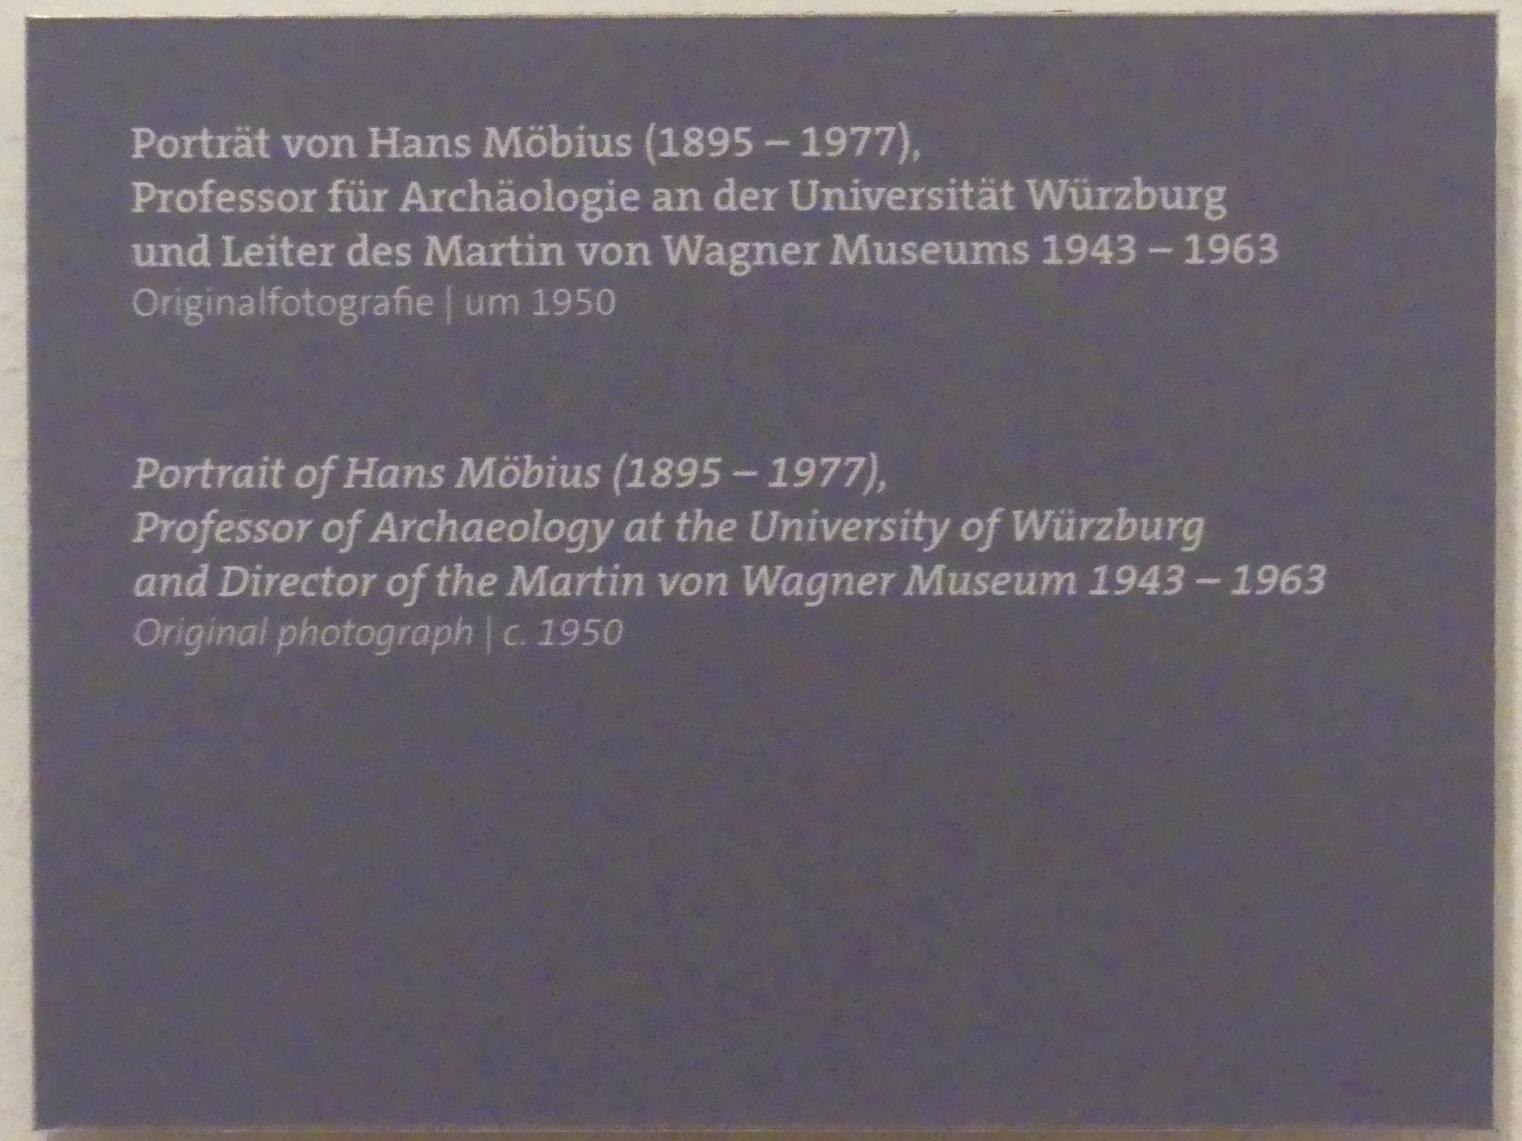 Porträt von Hans Möbius (1895 – 1977),
Professor für Archäologie an der Universität Würzburg
und Leiter des Martin von Wagner Museums 1943 – 1963
Originalfotografie | um 1950
Portrait of Hans Möbius (1895 – 1977),
Professor of Archaeology at the University of Würzburg
and Director of the Martin von Wagner Museum 1943 – 1963
Original photograph | c. 1950